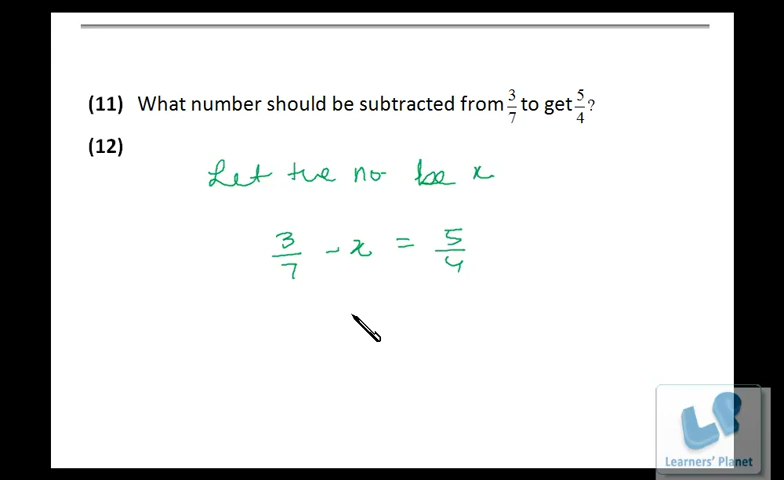 (11) What number should be subtracted from 3/7 to get 5/4?
(12)
Let the no be x
3/7 - x = 5/4
LP
Learners' Planet